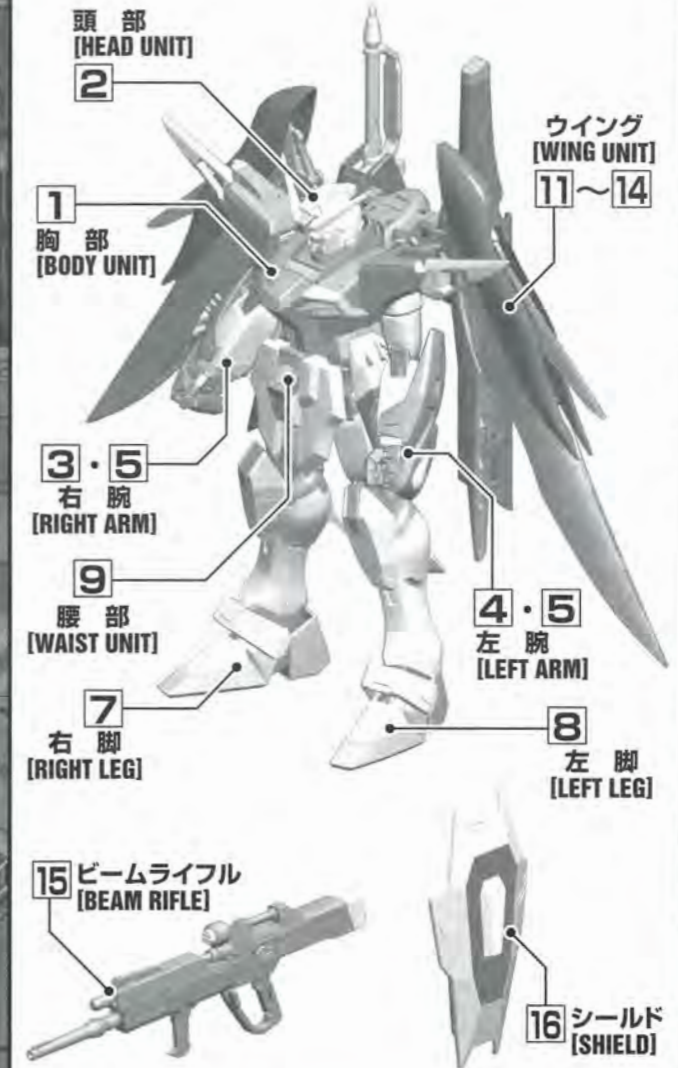 頭 部
[HEAD UNIT]
2
ウイング
[WING UNIT]
11～14
1
胸 部
[BODY UNIT]
3・5
右 腕
[RIGHT ARM]
9
腰 部
[WAIST UNIT]
4・5
左 腕
[LEFT ARM]
7
右 脚
[RIGHT LEG]
8
左 脚
[LEFT LEG]
15 ビームライフル
[BEAM RIFLE]
16 シールド
[SHIELD]